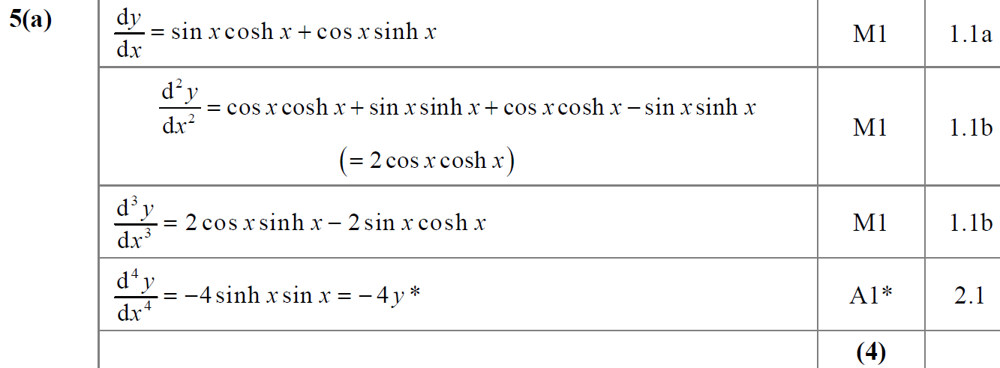 5(a) dy/dx = sin x cosh x + cos x sinh x M1 1.1a
d²y/dx² = cos x cosh x + sin x sinh x + cos x cosh x − sin x sinh x
(= 2 cos x cosh x) M1 1.1b
d³y/dx³ = 2 cos x sinh x − 2 sin x cosh x M1 1.1b
d⁴y/dx⁴ = −4 sinh x sin x = −4y * A1* 2.1
(4)